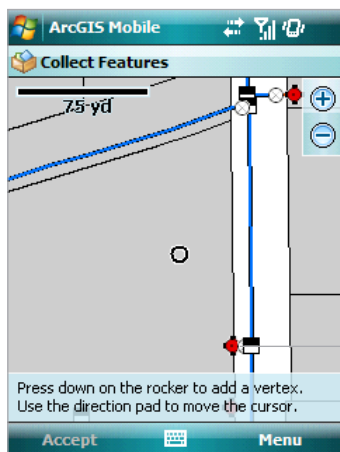 ArcGIS Mobile
Collect Features
75 yd
Press down on the rocker to add a vertex.
Use the direction pad to move the cursor.
Accept
Menu